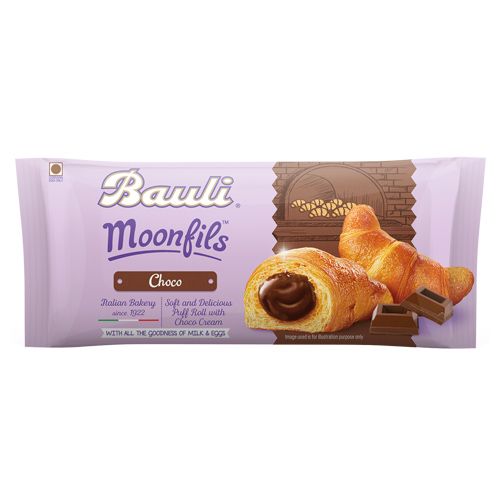 Bauli®
Moonfils™
Choco
Italian Bakery
since 1922
Soft and Delicious
Puff Roll with
Choco Cream
WITH ALL THE GOODNESS OF MILK & EGGS
Image used is for illustration purpose only